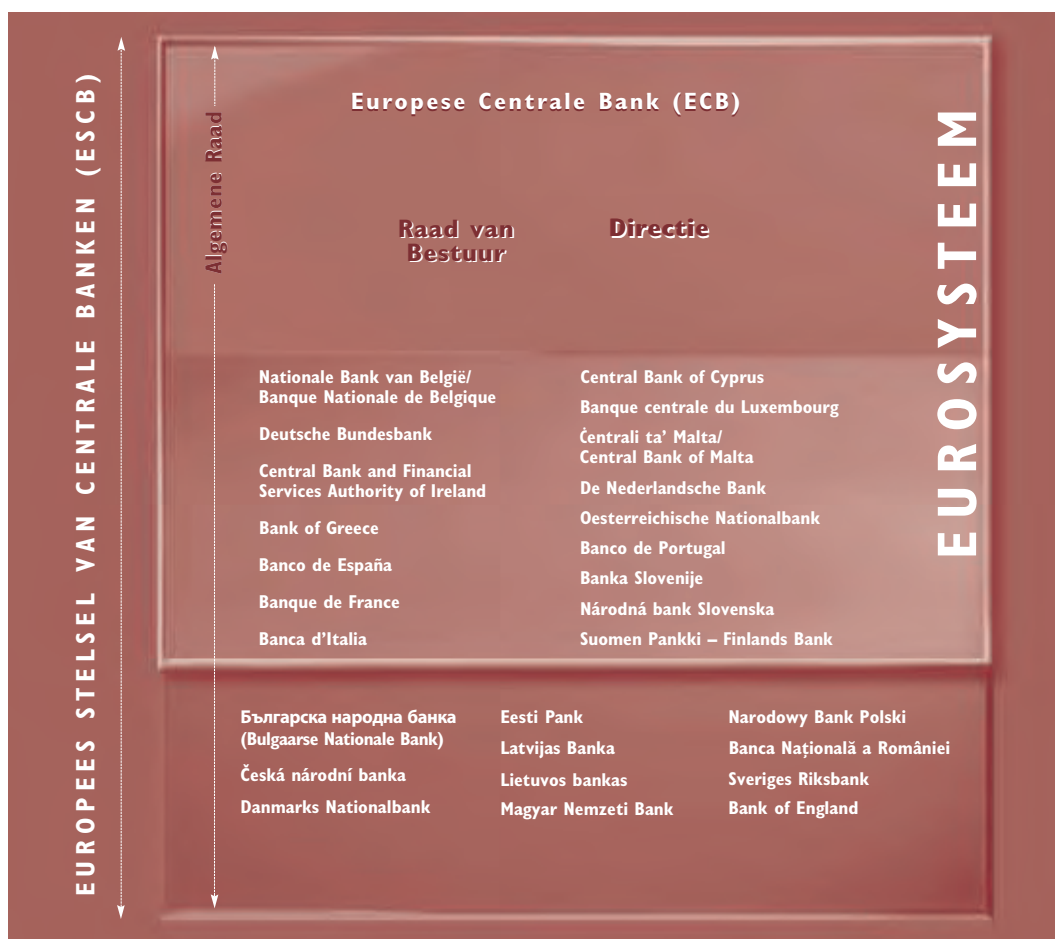 EUROPEES STELSEL VAN CENTRALE BANKEN (ESCB)
Algemene Raad
Europese Centrale Bank (ECB)
Raad van
Bestuur
Directie
EUROSYSTEEM
Nationale Bank van België/
Banque Nationale de Belgique
Deutsche Bundesbank
Central Bank and Financial
Services Authority of Ireland
Bank of Greece
Banco de España
Banque de France
Banca d’Italia
Central Bank of Cyprus
Banque centrale du Luxembourg
Ċentrali ta’ Malta/
Central Bank of Malta
De Nederlandsche Bank
Oesterreichische Nationalbank
Banco de Portugal
Banka Slovenije
Národná bank Slovenska
Suomen Pankki – Finlands Bank
Българска народна банка
(Bulgaarse Nationale Bank)
Česká národní banka
Danmarks Nationalbank
Eesti Pank
Latvijas Banka
Lietuvos bankas
Magyar Nemzeti Bank
Narodowy Bank Polski
Banca Națională a României
Sveriges Riksbank
Bank of England